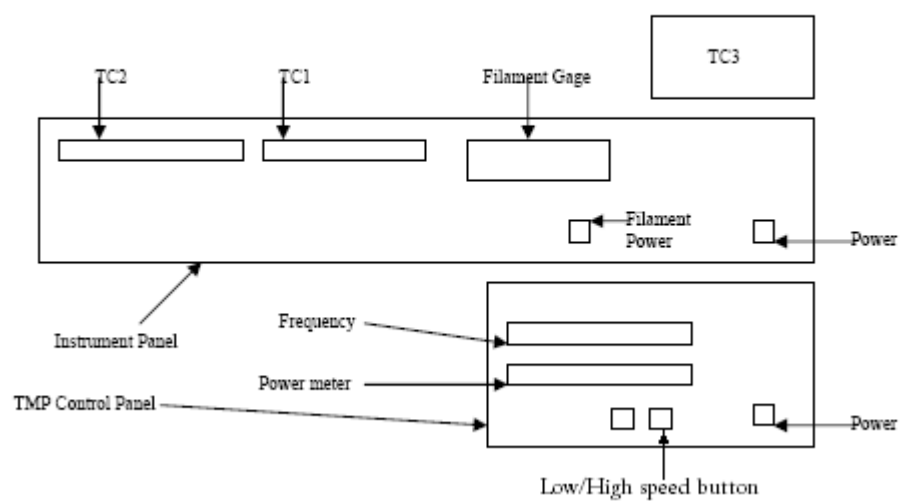 TC3
TC2 TC1 Filament Gage
Filament
Power
Power
Instrument Panel
Frequency
Power meter
TMP Control Panel
Power
Low/High speed button